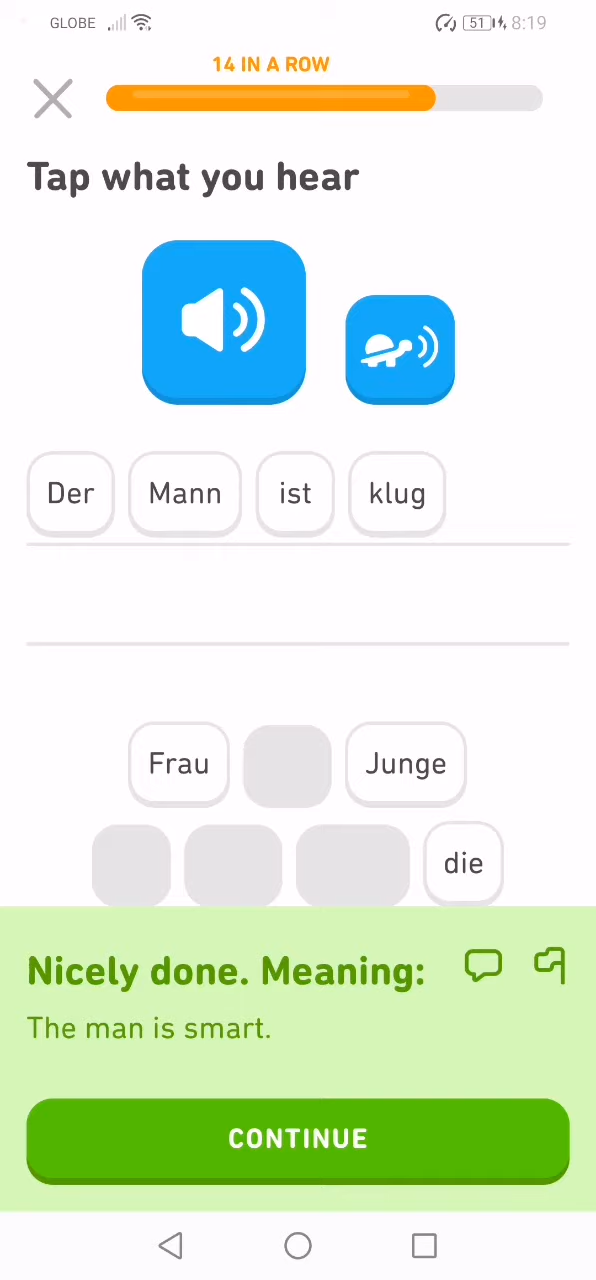 GLOBE 51 8:19
14 IN A ROW
Tap what you hear
Der Mann ist klug
Frau Junge
die
Nicely done. Meaning:
The man is smart.
CONTINUE